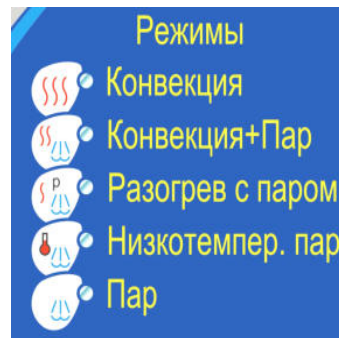 Режимы
Конвекция
Конвекция+Пар
р
Разогрев с паром
Низкотемпер. пар
Пар